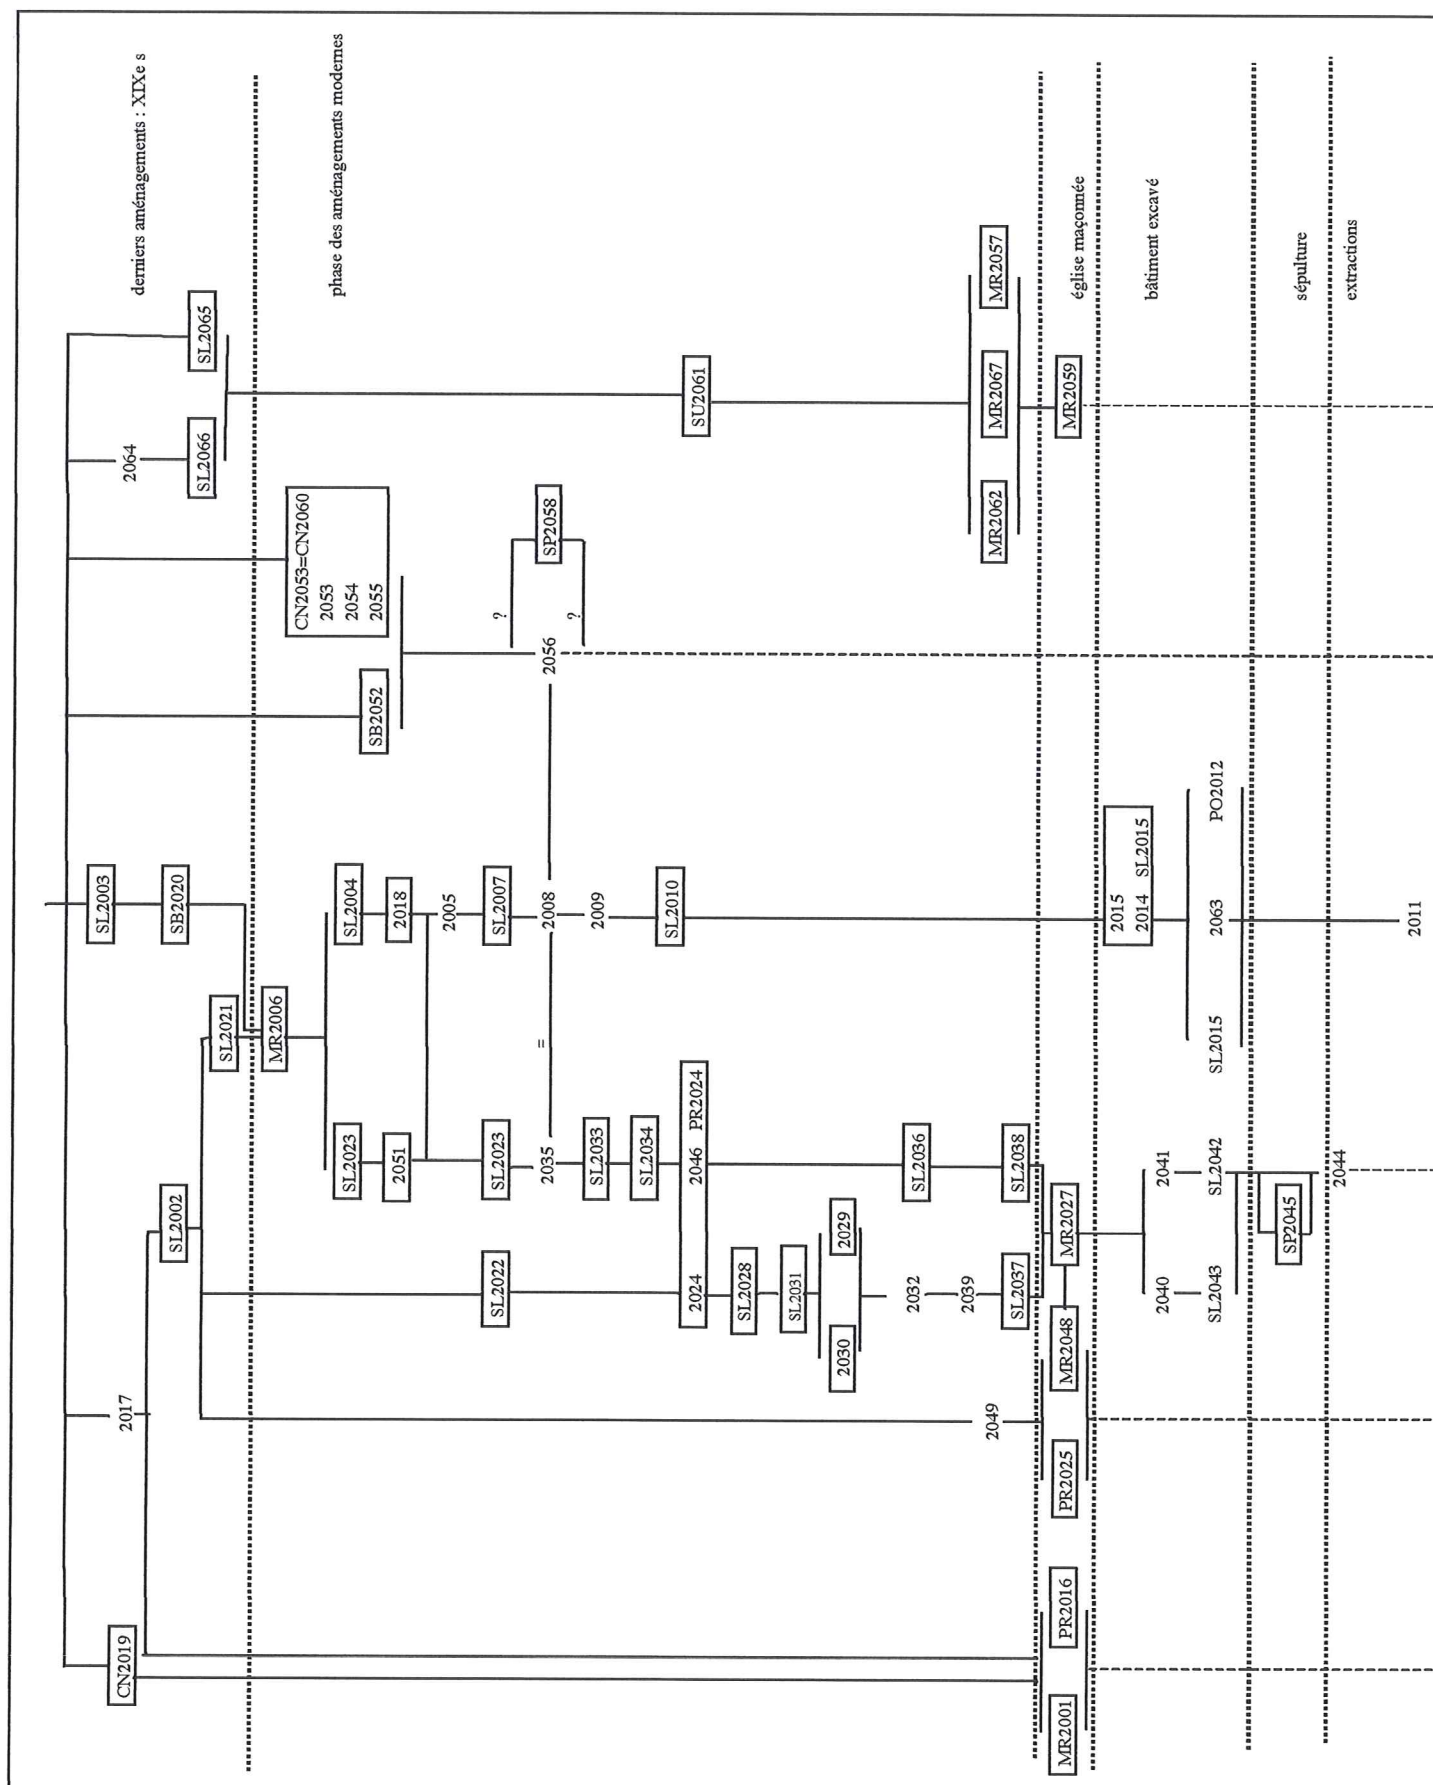 derniers aménagements : XIXe s
CN2019
2017
SL2002
SL2021
SL2003
SB2020
2064
SL2066
SL2065
phase des aménagements modernes
MR2006
SL2023
SL2004
2051
2018
2005
SL2022
SL2023
SL2007
2035
=
2008
2056
SL2033
2009
SL2034
SL2010
2024
2046
PR2024
SL2028
SL2031
2030
2029
2032
SL2036
2039
2049
SL2037
SL2038
SB2052
CN2053=CN2060
2053
2054
2055
?
SP2058
?
SU2061
MR2062
MR2067
MR2057
église maçonnée
MR2001
PR2016
PR2025
MR2048
MR2027
MR2059
bâtiment excavé
2015
2014
SL2015
2040
2041
SL2043
SL2042
SL2015
2063
PO2012
sépulture
SP2045
extractions
2044
2011